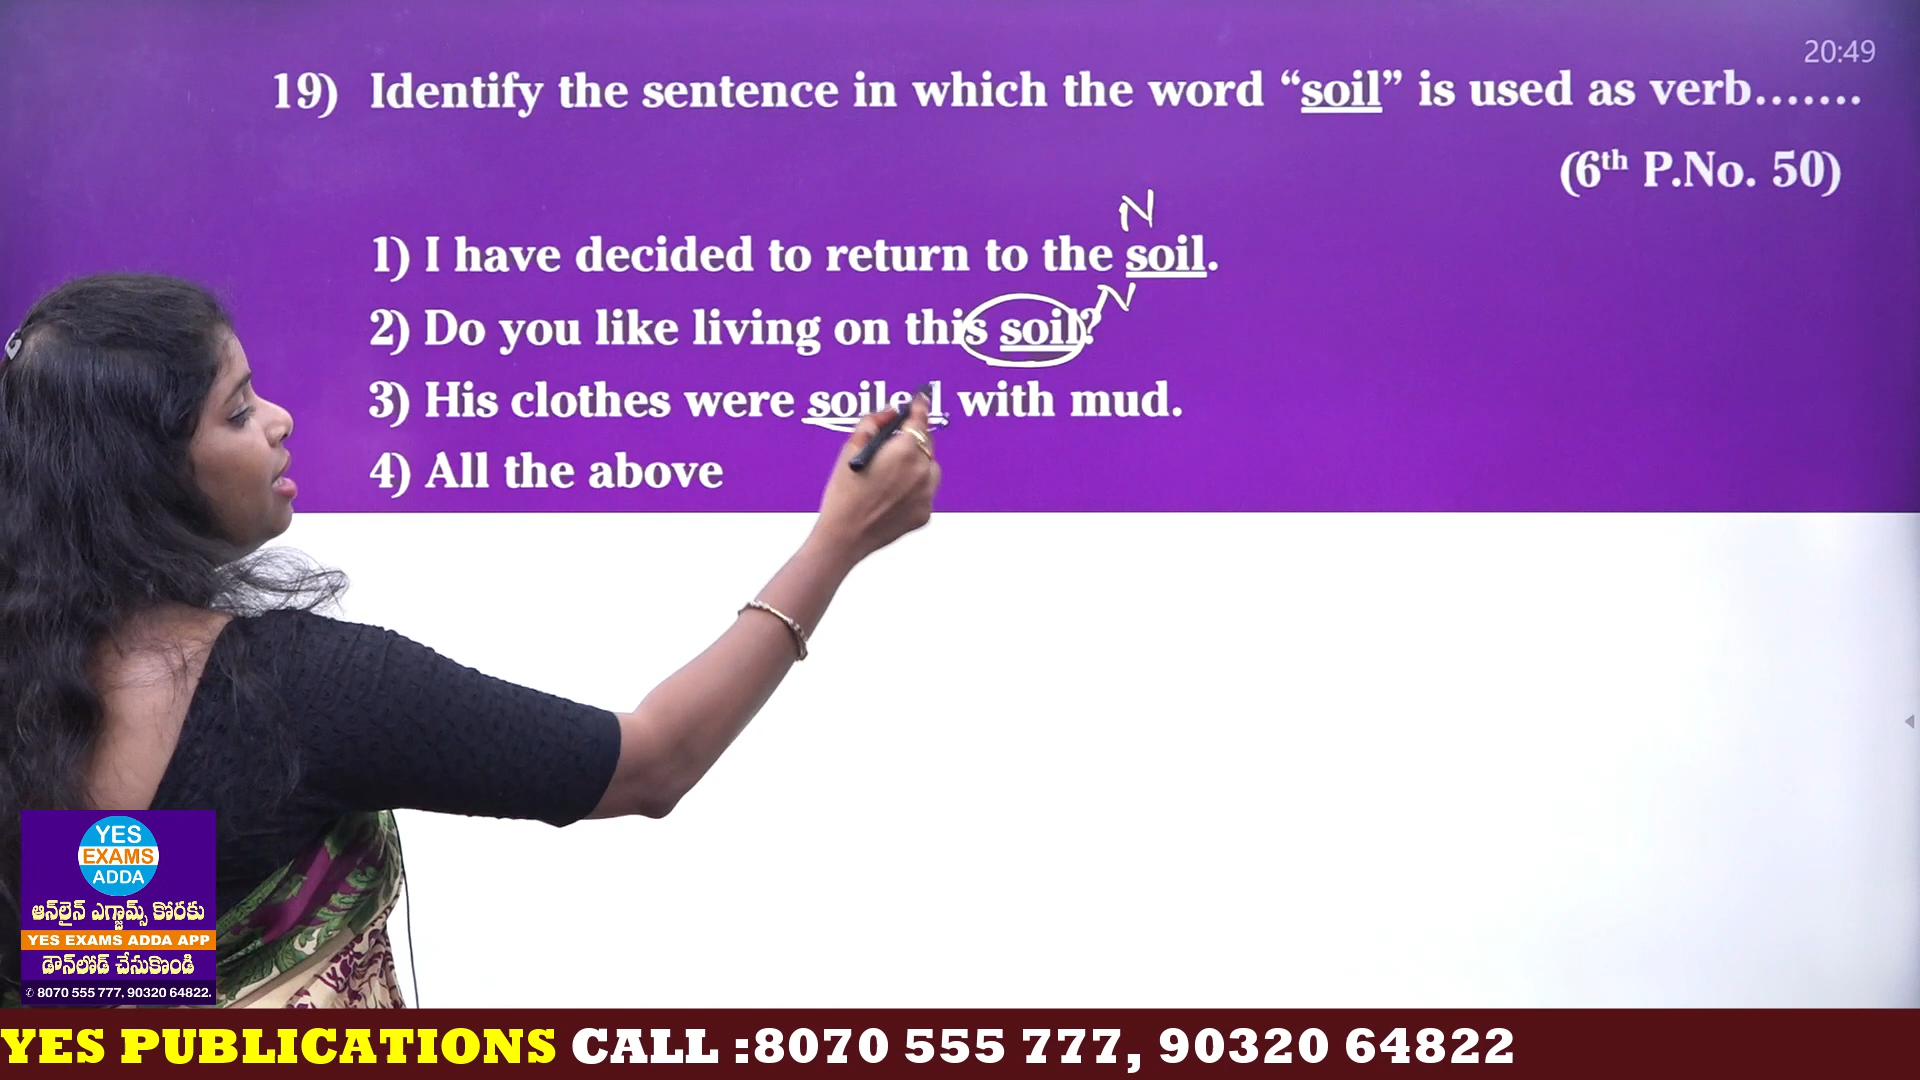 20:49
19) Identify the sentence in which the word “soil” is used as verb.......
(6th P.No. 50)
N
1) I have decided to return to the soil.
N
2) Do you like living on this soil?
3) His clothes were soiled with mud.
4) All the above
YES
EXAMS
ADDA
ఆన్‌లైన్ ఎగ్జామ్స్ కొరకు
YES EXAMS ADDA APP
డౌన్‌లోడ్ చేసుకొండి
✆ 8070 555 777, 90320 64822.
YES PUBLICATIONS CALL :8070 555 777, 90320 64822